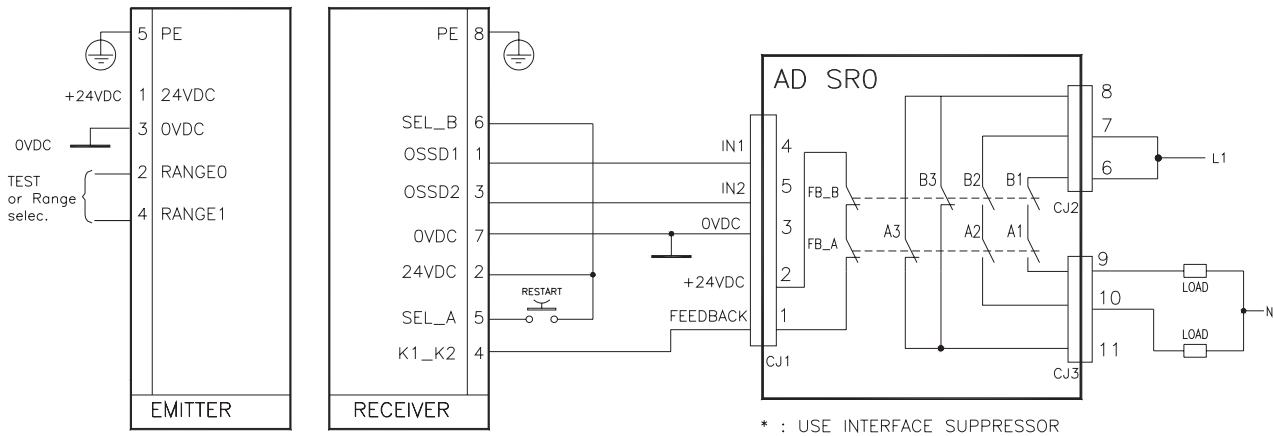 5 PE
+24VDC 1 24VDC
3 0VDC
0VDC
2 RANGE0
TEST
or Range
selec.
4 RANGE1
EMITTER
PE 8
SEL_B 6
OSSD1 1
OSSD2 3
0VDC 7
24VDC 2
SEL_A 5
K1_K2 4
RECEIVER
RESTART
AD SR0
IN1 4
IN2 5
0VDC 3
+24VDC 2
FEEDBACK 1
CJ1
FB_B
FB_A
B3 B2 B1
A3 A2 A1
8
7
6
CJ2
L1
9
10
11
CJ3
LOAD
LOAD
N
* : USE INTERFACE SUPPRESSOR